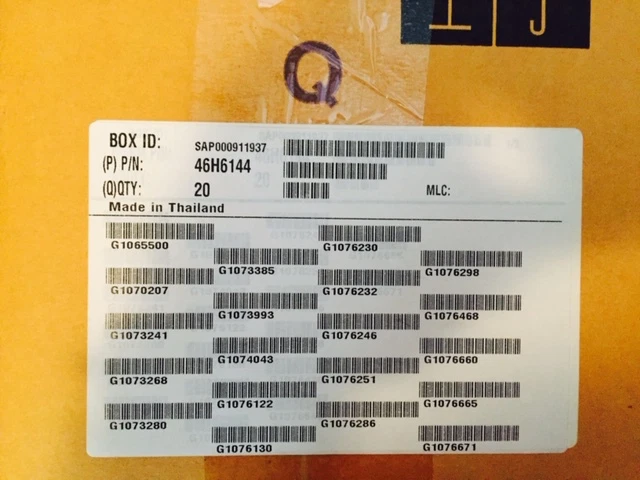 Q
BOX ID: SAP000911937
(P) P/N: 46H6144
(Q)QTY: 20 MLC:
Made in Thailand
G1065500 G1076230
G1073385 G1076298
G1070207 G1076232
G1073993 G1076468
G1073241 G1076246
G1074043 G1076660
G1073268 G1076251
G1076122 G1076665
G1073280 G1076286
G1076130 G1076671